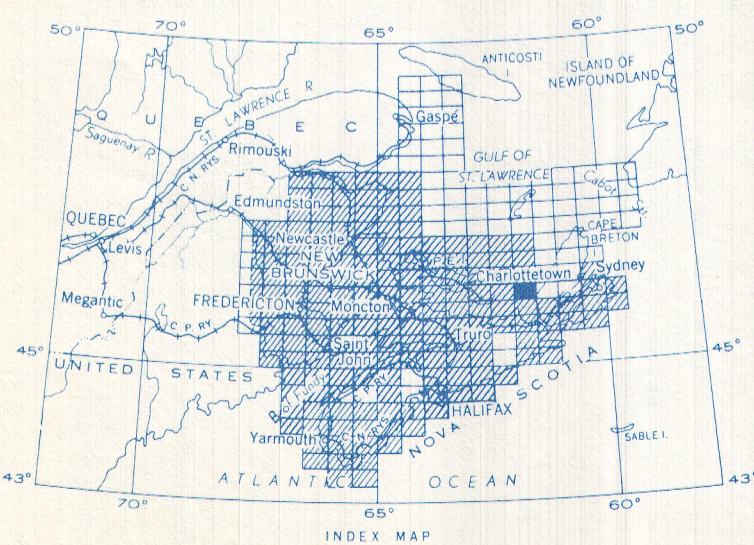 50° 70° 65° 60° 50°
ANTICOSTI
I.
ISLAND OF
NEWFOUNDLAND
Q U E B E C
ST. LAWRENCE R
Saguenay R
Gaspé
Rimouski
C N RYS.
GULF OF
ST. LAWRENCE
Cabot
Edmundston
QUEBEC
Levis
Newcastle
NEW
BRUNSWICK
P.E.I.
Charlottetown
CAPE
BRETON
I
Sydney
Megantic
FREDERICTON
Moncton
C.P. RY
Saint
John
Truro
45° 45°
UNITED STATES
B of Fundy
C.P.RY.
HALIFAX
NOVA SCOTIA
Yarmouth
C.N.RYS.
SABLE I.
ATLANTIC OCEAN
43° 70° 65° 60° 43°
INDEX MAP